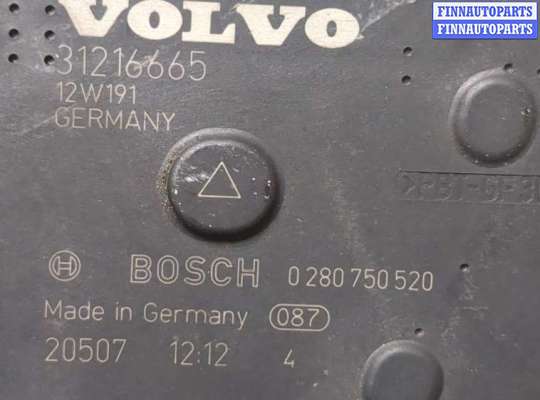 FINNAUTOPARTS
FINNAUTOPARTS
VOLVO
31216665
12W191
GERMANY
BOSCH 0 280 750 520
Made in Germany 087
20507 12:12 4